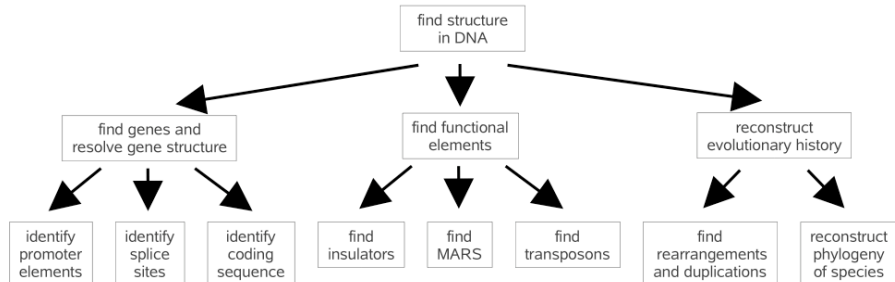 find structure
in DNA
find genes and
resolve gene structure
find functional
elements
reconstruct
evolutionary history
identify
promoter
elements
identify
splice
sites
identify
coding
sequence
find
insulators
find
MARS
find
transposons
find
rearrangements
and duplications
reconstruct
phylogeny
of species